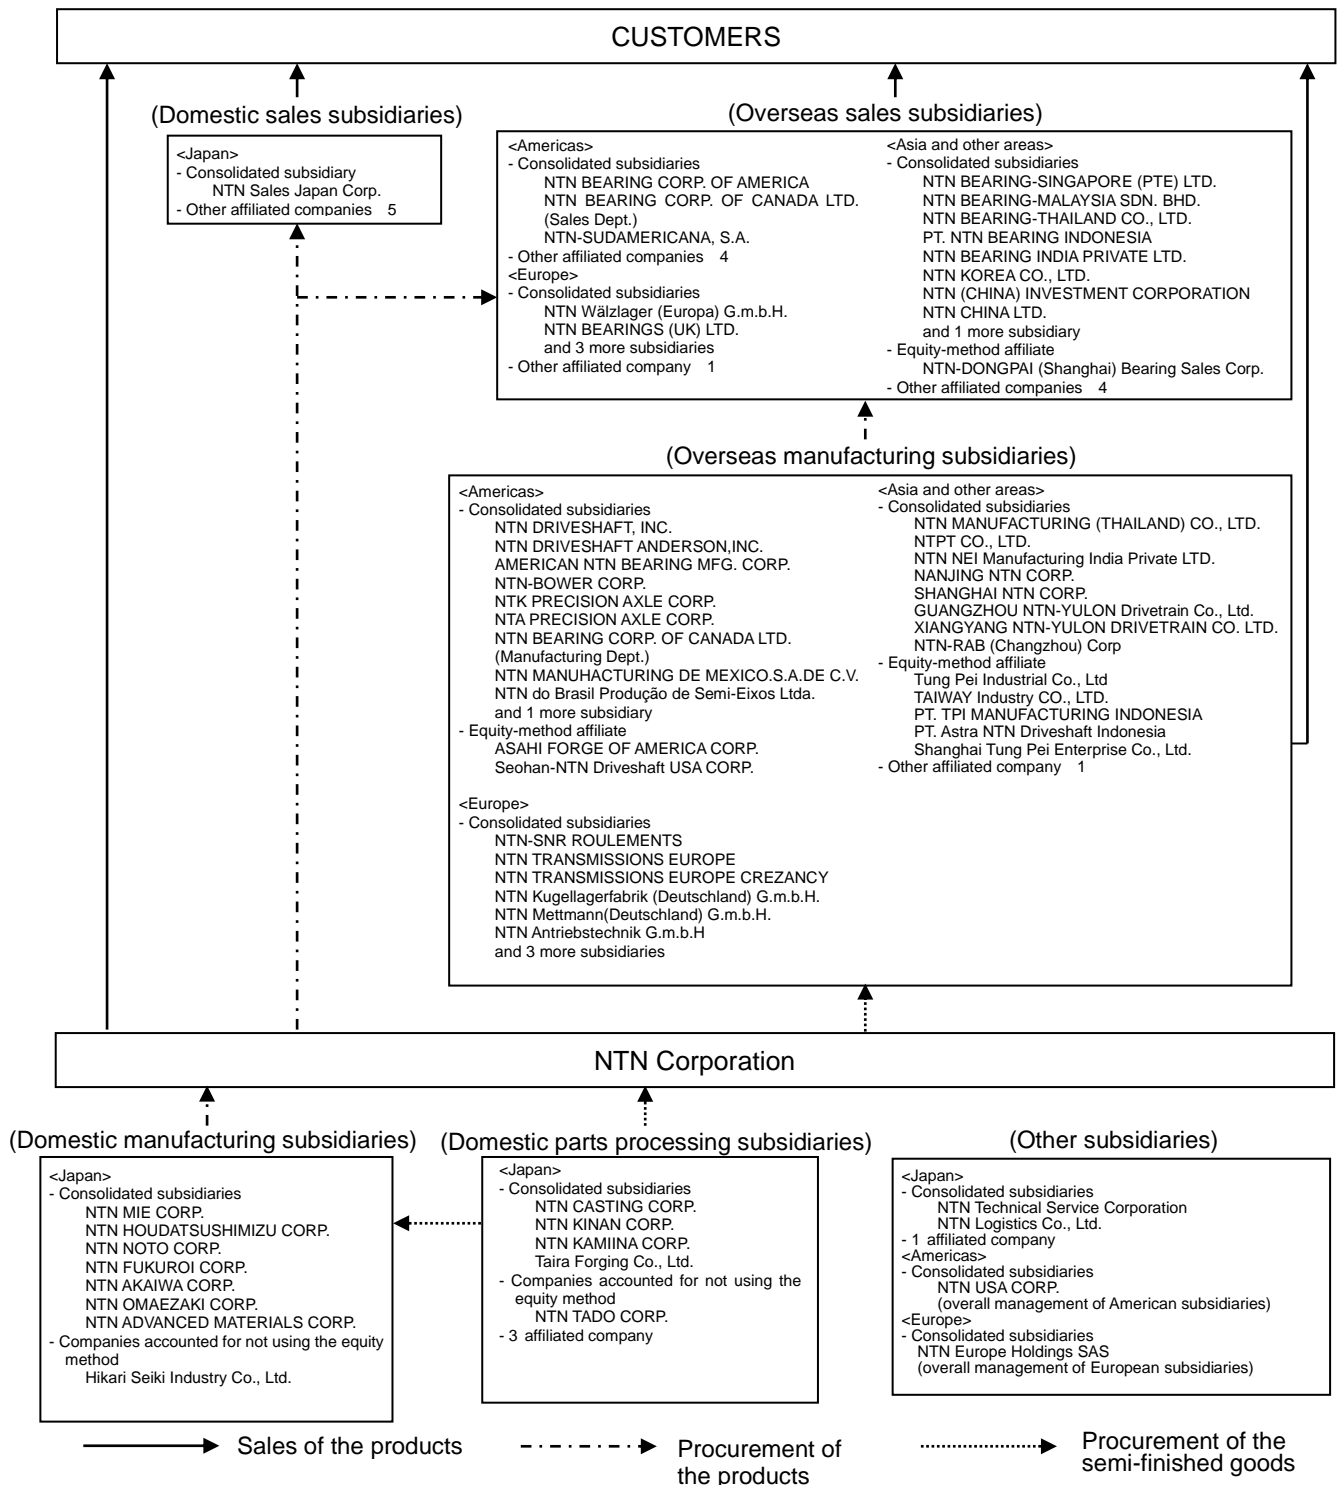 CUSTOMERS
(Domestic sales subsidiaries)
<Japan>
- Consolidated subsidiary
NTN Sales Japan Corp.
- Other affiliated companies 5
(Overseas sales subsidiaries)
<Americas>
- Consolidated subsidiaries
NTN BEARING CORP. OF AMERICA
NTN BEARING CORP. OF CANADA LTD.
(Sales Dept.)
NTN-SUDAMERICANA, S.A.
- Other affiliated companies 4
<Europe>
- Consolidated subsidiaries
NTN Wälzlager (Europa) G.m.b.H.
NTN BEARINGS (UK) LTD.
and 3 more subsidiaries
- Other affiliated company 1
<Asia and other areas>
- Consolidated subsidiaries
NTN BEARING-SINGAPORE (PTE) LTD.
NTN BEARING-MALAYSIA SDN. BHD.
NTN BEARING-THAILAND CO., LTD.
PT. NTN BEARING INDONESIA
NTN BEARING INDIA PRIVATE LTD.
NTN KOREA CO., LTD.
NTN (CHINA) INVESTMENT CORPORATION
NTN CHINA LTD.
and 1 more subsidiary
- Equity-method affiliate
NTN-DONGPAI (Shanghai) Bearing Sales Corp.
- Other affiliated companies 4
(Overseas manufacturing subsidiaries)
<Americas>
- Consolidated subsidiaries
NTN DRIVESHAFT, INC.
NTN DRIVESHAFT ANDERSON,INC.
AMERICAN NTN BEARING MFG. CORP.
NTN-BOWER CORP.
NTK PRECISION AXLE CORP.
NTA PRECISION AXLE CORP.
NTN BEARING CORP. OF CANADA LTD.
(Manufacturing Dept.)
NTN MANUHACTURING DE MEXICO.S.A.DE C.V.
NTN do Brasil Produção de Semi-Eixos Ltda.
and 1 more subsidiary
- Equity-method affiliate
ASAHI FORGE OF AMERICA CORP.
Seohan-NTN Driveshaft USA CORP.
<Europe>
- Consolidated subsidiaries
NTN-SNR ROULEMENTS
NTN TRANSMISSIONS EUROPE
NTN TRANSMISSIONS EUROPE CREZANCY
NTN Kugellagerfabrik (Deutschland) G.m.b.H.
NTN Mettmann(Deutschland) G.m.b.H.
NTN Antriebstechnik G.m.b.H
and 3 more subsidiaries
<Asia and other areas>
- Consolidated subsidiaries
NTN MANUFACTURING (THAILAND) CO., LTD.
NTPT CO., LTD.
NTN NEI Manufacturing India Private LTD.
NANJING NTN CORP.
SHANGHAI NTN CORP.
GUANGZHOU NTN-YULON Drivetrain Co., Ltd.
XIANGYANG NTN-YULON DRIVETRAIN CO. LTD.
NTN-RAB (Changzhou) Corp
- Equity-method affiliate
Tung Pei Industrial Co., Ltd
TAIWAY Industry CO., LTD.
PT. TPI MANUFACTURING INDONESIA
PT. Astra NTN Driveshaft Indonesia
Shanghai Tung Pei Enterprise Co., Ltd.
- Other affiliated company 1
NTN Corporation
(Domestic manufacturing subsidiaries)
<Japan>
- Consolidated subsidiaries
NTN MIE CORP.
NTN HOUDATSUSHIMIZU CORP.
NTN NOTO CORP.
NTN FUKUROI CORP.
NTN AKAIWA CORP.
NTN OMAEZAKI CORP.
NTN ADVANCED MATERIALS CORP.
- Companies accounted for not using the equity
method
Hikari Seiki Industry Co., Ltd.
(Domestic parts processing subsidiaries)
<Japan>
- Consolidated subsidiaries
NTN CASTING CORP.
NTN KINAN CORP.
NTN KAMIINA CORP.
Taira Forging Co., Ltd.
- Companies accounted for not using the
equity method
NTN TADO CORP.
- 3 affiliated company
(Other subsidiaries)
<Japan>
- Consolidated subsidiaries
NTN Technical Service Corporation
NTN Logistics Co., Ltd.
- 1 affiliated company
<Americas>
- Consolidated subsidiaries
NTN USA CORP.
(overall management of American subsidiaries)
<Europe>
- Consolidated subsidiaries
NTN Europe Holdings SAS
(overall management of European subsidiaries)
Sales of the products
Procurement of
the products
Procurement of the
semi-finished goods